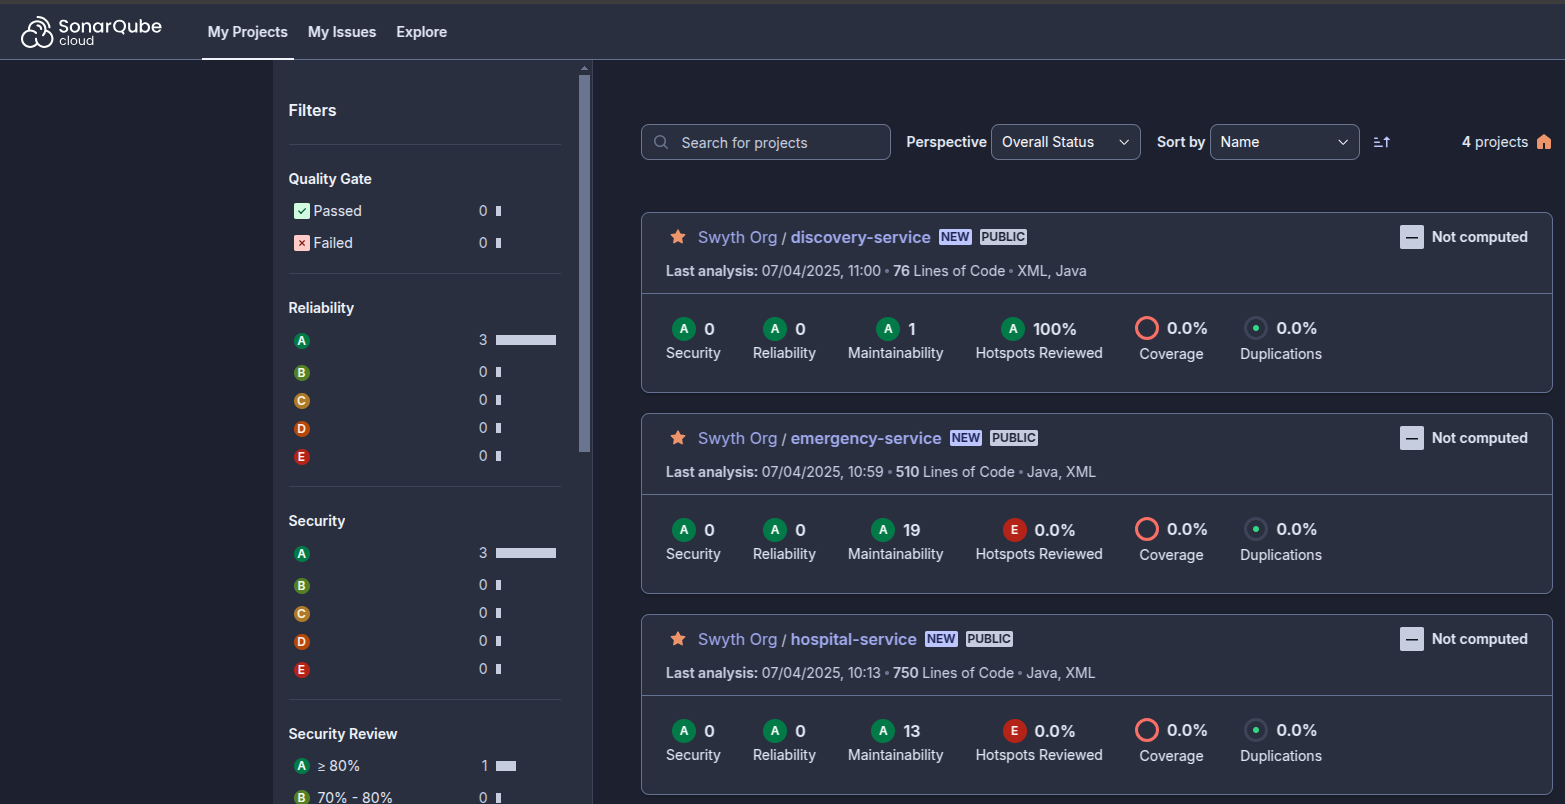 SonarQube
cloud
My Projects My Issues Explore
Filters
Quality Gate
Passed 0
Failed 0
Reliability
A 3
B 0
C 0
D 0
E 0
Security
A 3
B 0
C 0
D 0
E 0
Security Review
A ≥ 80% 1
B 70% - 80% 0
Search for projects Perspective Overall Status Sort by Name 4 projects
Swyth Org / discovery-service NEW PUBLIC Not computed
Last analysis: 07/04/2025, 11:00 • 76 Lines of Code • XML, Java
A 0 A 0 A 1 A 100% 0.0% 0.0%
Security Reliability Maintainability Hotspots Reviewed Coverage Duplications
Swyth Org / emergency-service NEW PUBLIC Not computed
Last analysis: 07/04/2025, 10:59 • 510 Lines of Code • Java, XML
A 0 A 0 A 19 E 0.0% 0.0% 0.0%
Security Reliability Maintainability Hotspots Reviewed Coverage Duplications
Swyth Org / hospital-service NEW PUBLIC Not computed
Last analysis: 07/04/2025, 10:13 • 750 Lines of Code • Java, XML
A 0 A 0 A 13 E 0.0% 0.0% 0.0%
Security Reliability Maintainability Hotspots Reviewed Coverage Duplications